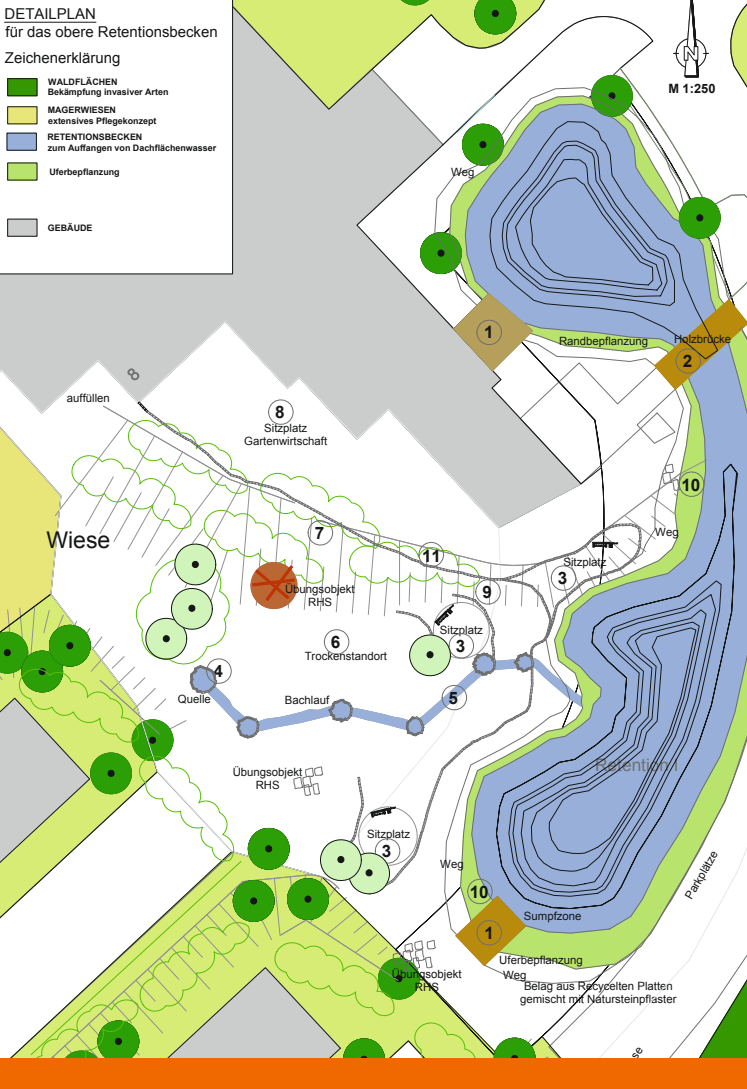 DETAILPLAN
für das obere Retentionsbecken
Zeichenerklärung
WALDFLÄCHEN
Bekämpfung invasiver Arten
MAGERWIESEN
extensives Pflegekonzept
RETENTIONSBECKEN
zum Auffangen von Dachflächenwasser
Uferbepflanzung
GEBÄUDE
N
M 1:250
Weg
1
Randbepflanzung
Holzbrücke
2
8
auffüllen
8
Sitzplatz
Gartenwirtschaft
10
Wiese
7
11
Weg
Sitzplatz
3
9
Übungsobjekt
RHS
Sitzplatz
3
6
Trockenstandort
4
Quelle
Bachlauf
5
Übungsobjekt
RHS
Retention I
Sitzplatz
3
Weg
Parkplätze
10
Sumpfzone
1
Uferbepflanzung
Weg
Übungsobjekt
RHS
Belag aus Recycelten Platten
gemischt mit Natursteinpflaster